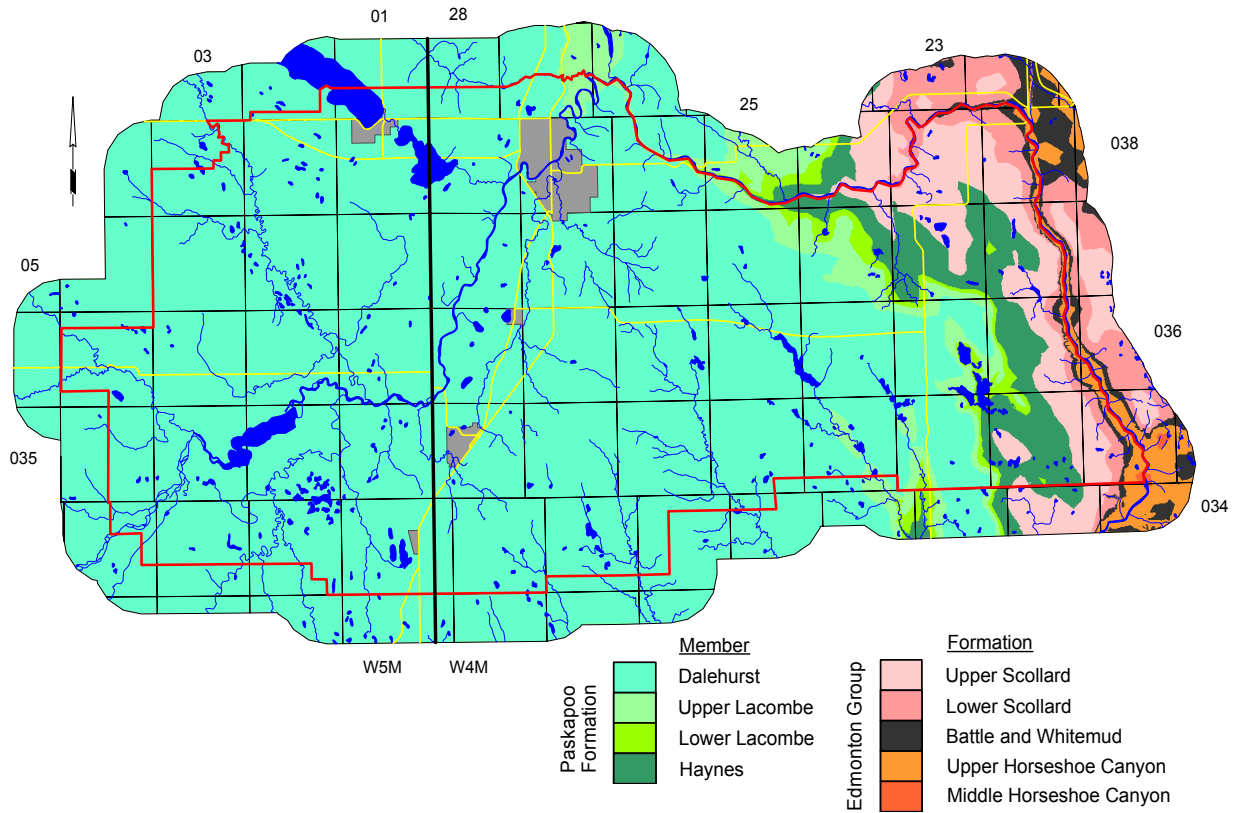 01
28
03
23
25
038
05
036
035
034
W5M
W4M
Member
Paskapoo
Formation
Dalehurst
Upper Lacombe
Lower Lacombe
Haynes
Formation
Edmonton Group
Upper Scollard
Lower Scollard
Battle and Whitemud
Upper Horseshoe Canyon
Middle Horseshoe Canyon